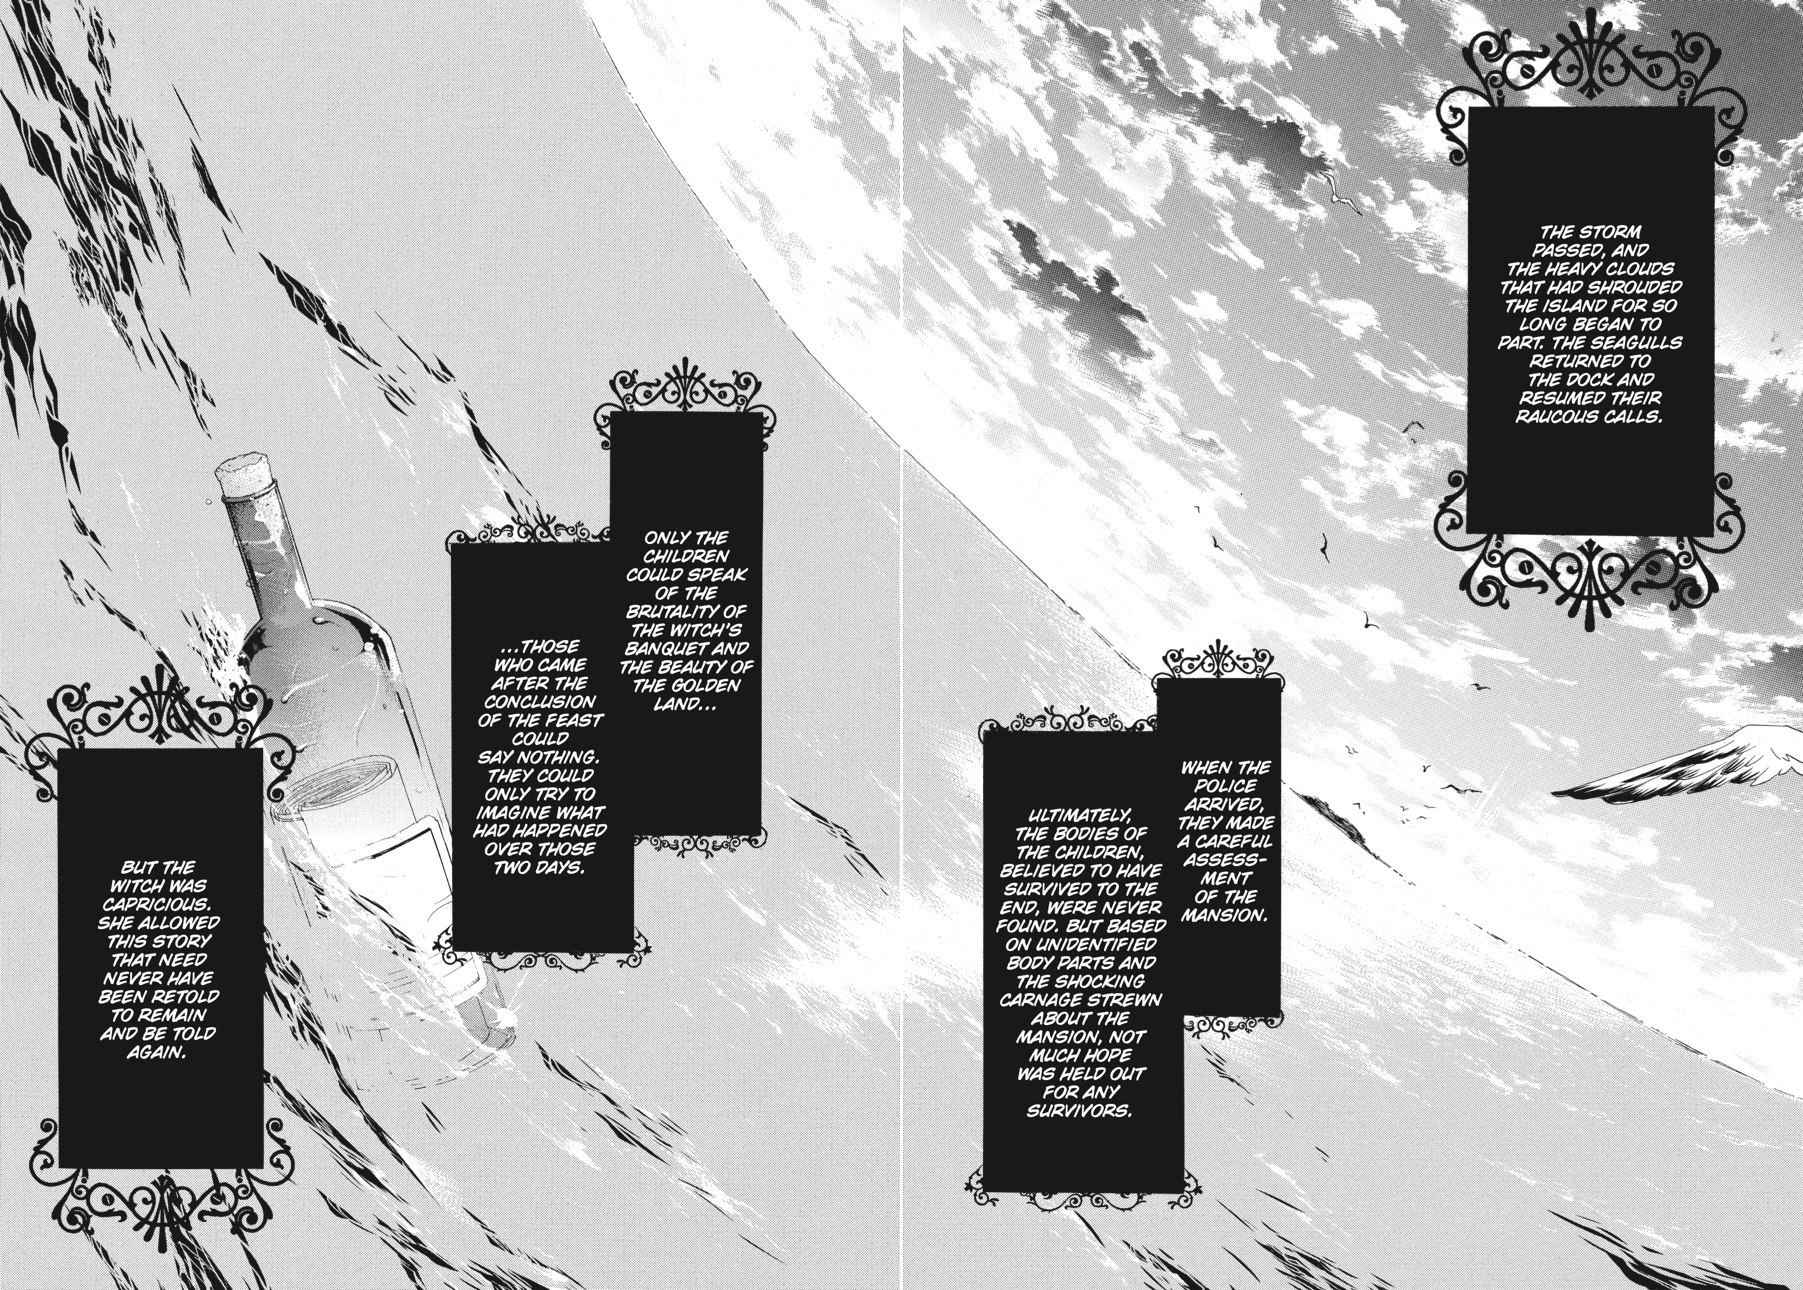 THE STORM
PASSED, AND
THE HEAVY CLOUDS
THAT HAD SHROUDED
THE ISLAND FOR SO
LONG BEGAN TO
PART. THE SEAGULLS
RETURNED TO
THE DOCK AND
RESUMED THEIR
RAUCOUS CALLS.
WHEN THE
POLICE
ARRIVED,
THEY MADE
A CAREFUL
ASSESS-
MENT
OF THE
MANSION.
ULTIMATELY,
THE BODIES OF
THE CHILDREN,
BELIEVED TO HAVE
SURVIVED TO THE
END, WERE NEVER
FOUND. BUT BASED
ON UNIDENTIFIED
BODY PARTS AND
THE SHOCKING
CARNAGE STREWN
ABOUT THE
MANSION, NOT
MUCH HOPE
WAS HELD OUT
FOR ANY
SURVIVORS.
ONLY THE
CHILDREN
COULD SPEAK
OF THE
BRUTALITY OF
THE WITCH'S
BANQUET AND
THE BEAUTY OF
THE GOLDEN
LAND...
...THOSE
WHO CAME
AFTER THE
CONCLUSION
OF THE FEAST
COULD
SAY NOTHING.
THEY COULD
ONLY TRY TO
IMAGINE WHAT
HAD HAPPENED
OVER THOSE
TWO DAYS.
BUT THE
WITCH WAS
CAPRICIOUS.
SHE ALLOWED
THIS STORY
THAT NEED
NEVER HAVE
BEEN RETOLD
TO REMAIN
AND BE TOLD
AGAIN.